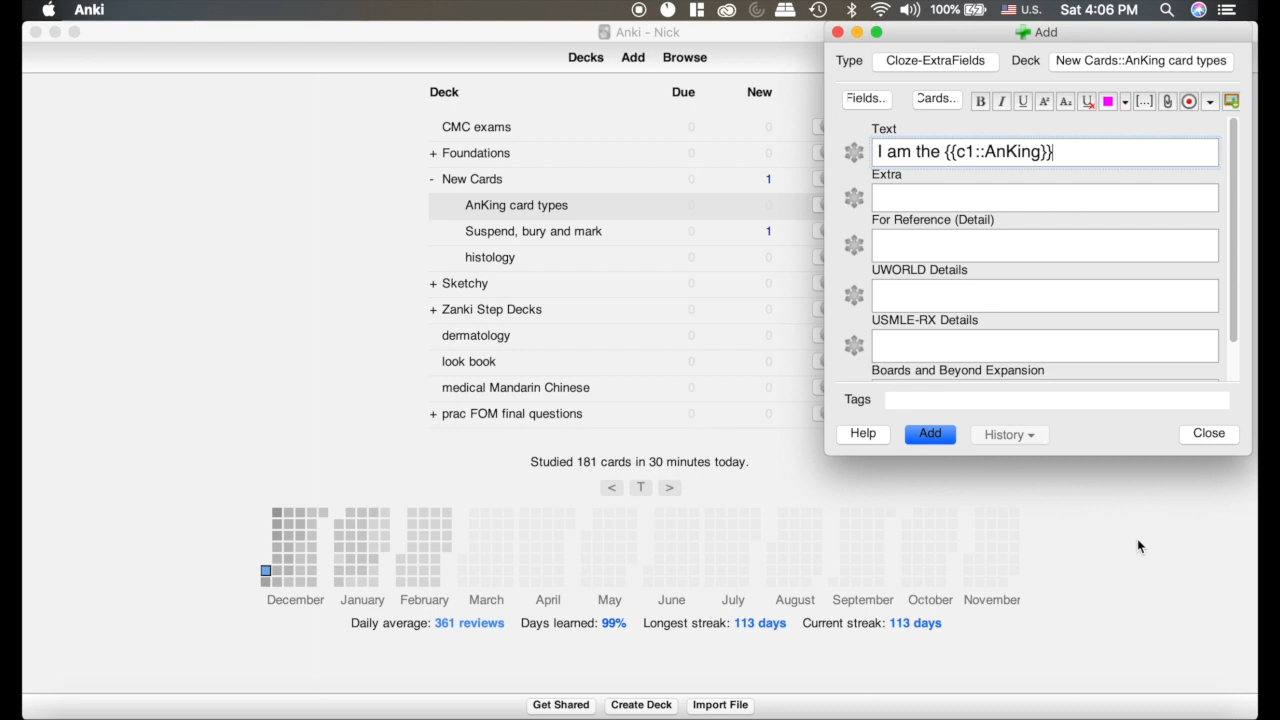 Anki
100%
U.S.
Sat 4:06 PM
Anki - Nick
Decks Add Browse
Deck Due New
CMC exams 0 0
+ Foundations 0 0
- New Cards 0 1
AnKing card types 0 0
Suspend, bury and mark 0 1
histology 0 0
+ Sketchy 0 0
+ Zanki Step Decks 0 0
dermatology 0 0
look book 0 0
medical Mandarin Chinese 0 0
+ prac FOM final questions 0 0
Studied 181 cards in 30 minutes today.
< T >
December January February March April May June July August September October November
Daily average: 361 reviews Days learned: 99% Longest streak: 113 days Current streak: 113 days
Get Shared Create Deck Import File
Add
Type Cloze-ExtraFields Deck New Cards::AnKing card types
Fields... Cards... B I U A² A₂ U [...]
Text
I am the {{c1::AnKing}}
Extra
For Reference (Detail)
UWORLD Details
USMLE-RX Details
Boards and Beyond Expansion
Tags
Help Add History Close